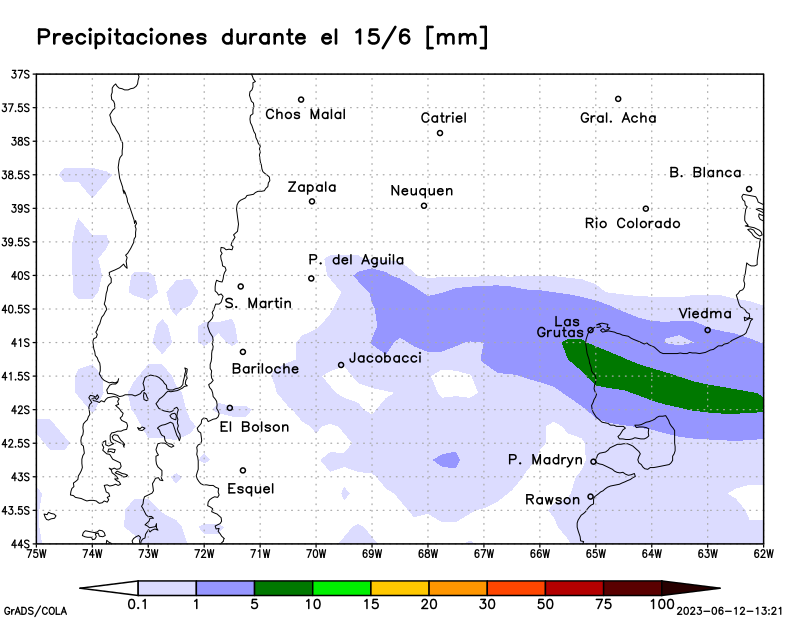 Precipitaciones durante el 15/6 [mm]
37S
37.5S
Chos Malal
Catriel
Gral. Acha
38S
38.5S
B. Blanca
Zapala
Neuquen
39S
Rio Colorado
39.5S
P. del Aguila
40S
S. Martin
40.5S
Viedma
Las
Grutas
41S
Jacobacci
Bariloche
41.5S
42S
El Bolson
42.5S
P. Madryn
43S
Esquel
Rawson
43.5S
44S
75W 74W 73W 72W 71W 70W 69W 68W 67W 66W 65W 64W 63W 62W
0.1 1 5 10 15 20 30 50 75 100
GrADS/COLA
2023-06-12-13:21